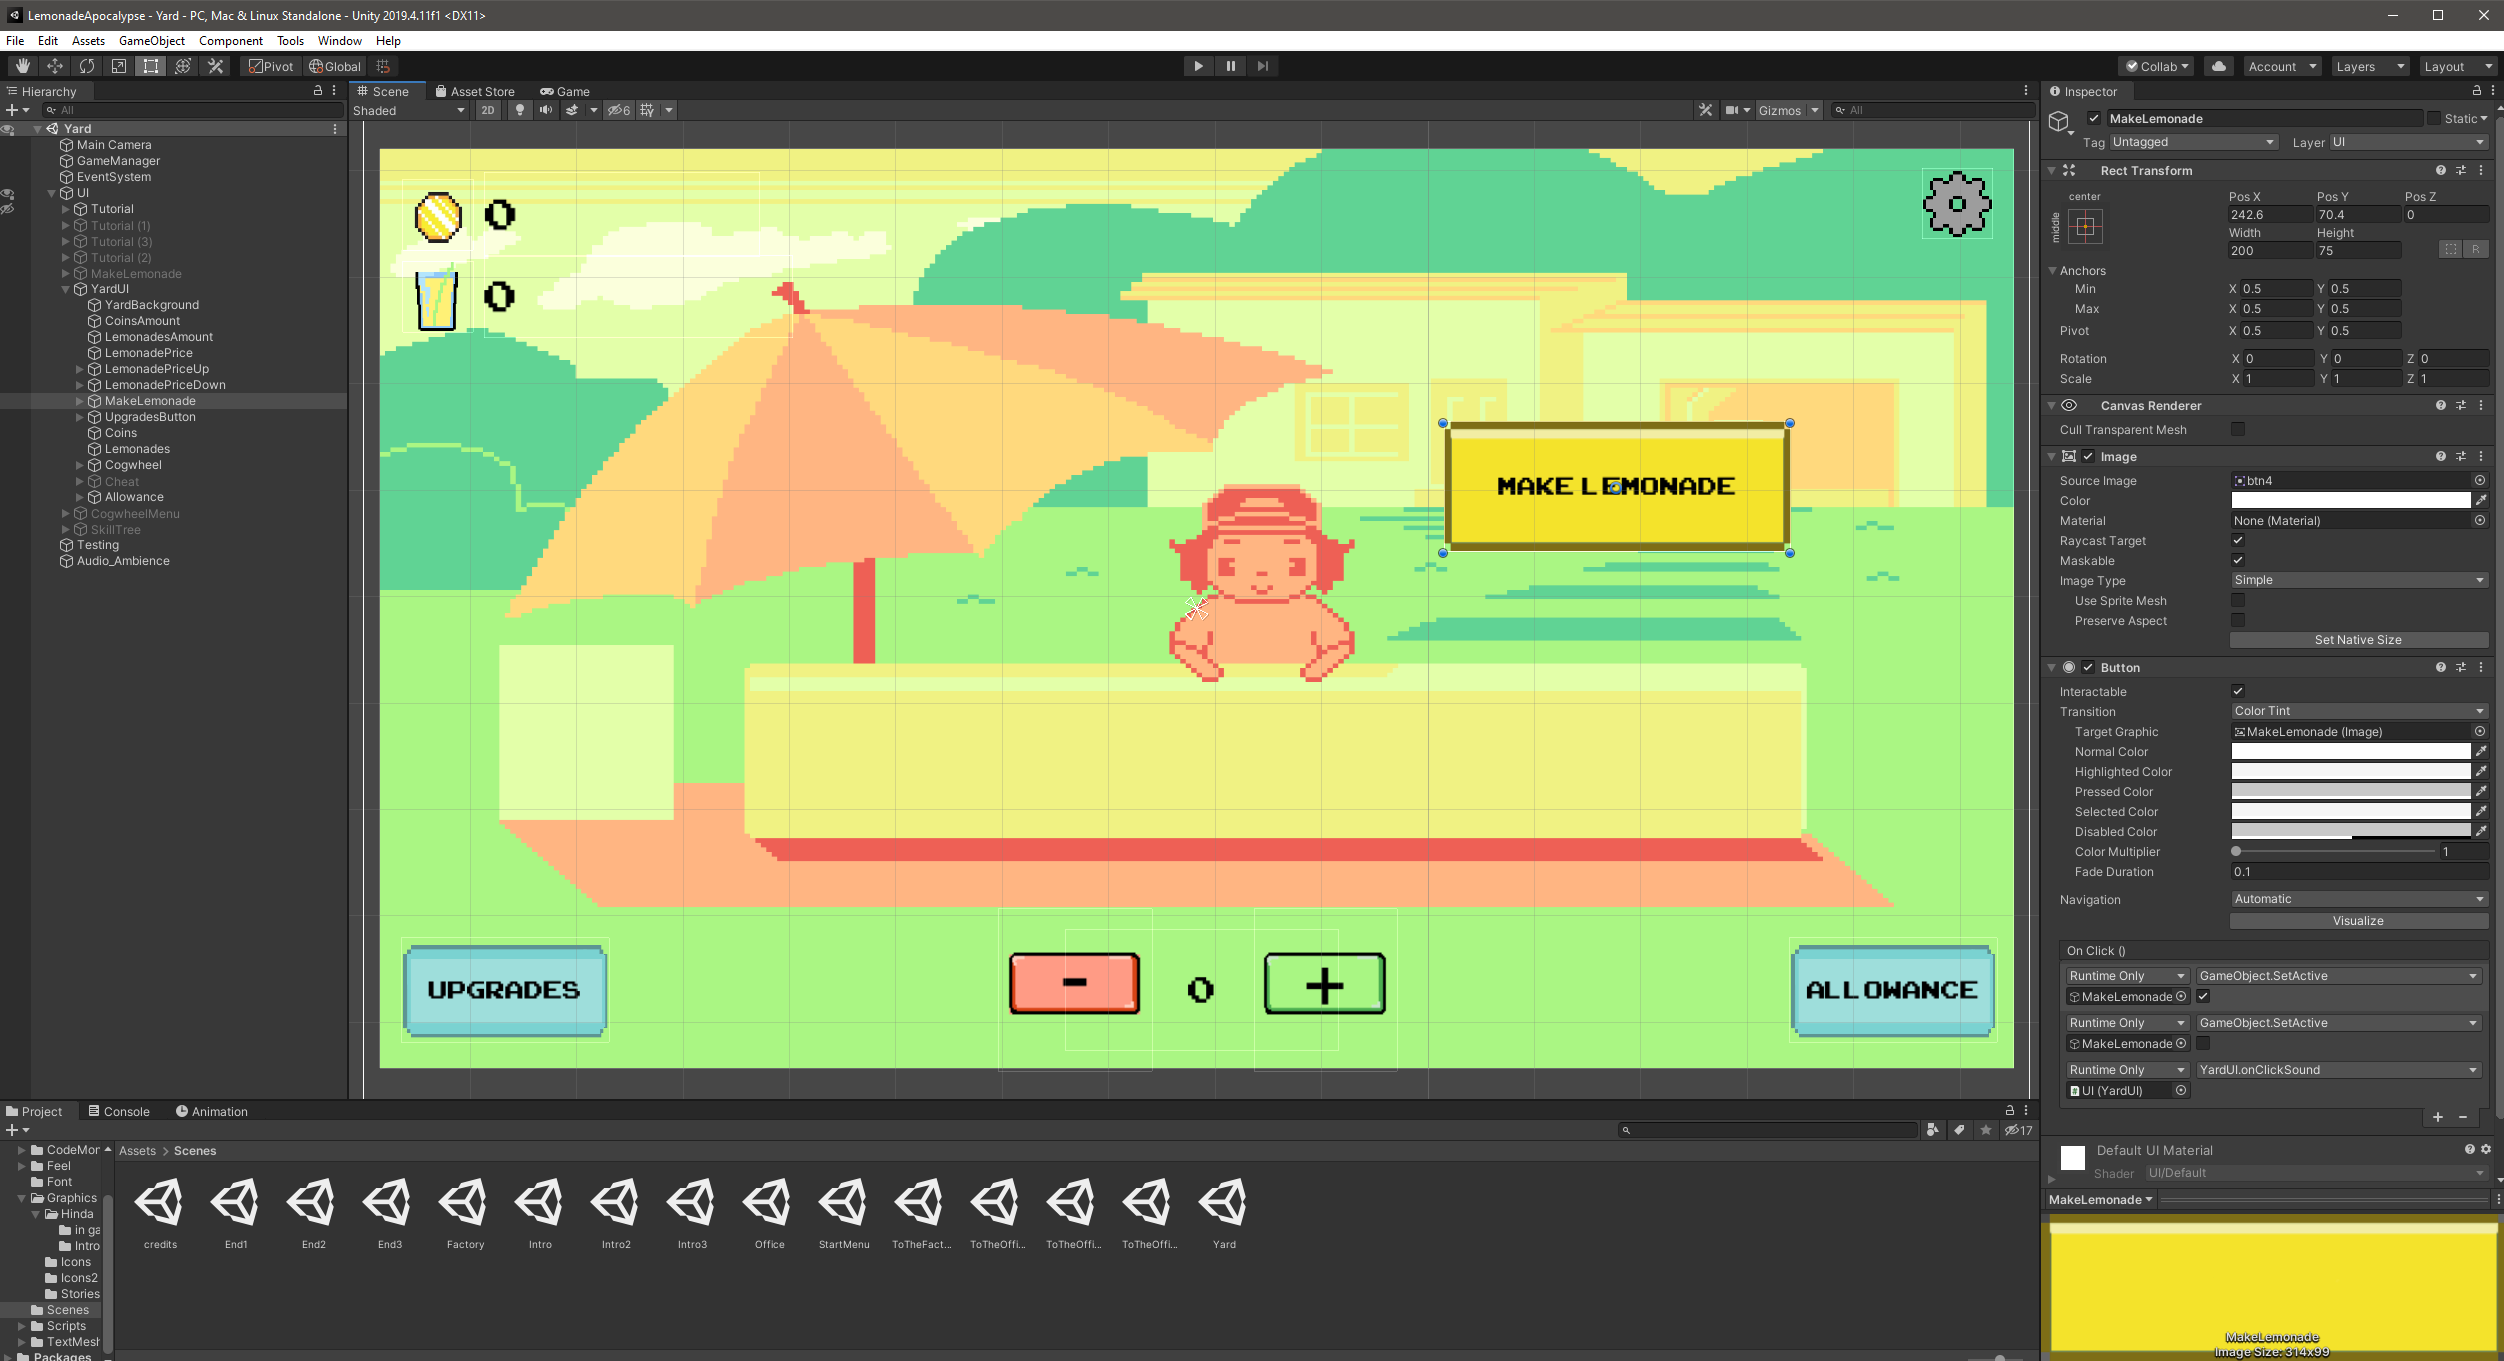 LemonadeApocalypse - Yard - PC, Mac & Linux Standalone - Unity 2019.4.11f1 <DX11>
File Edit Assets GameObject Component Tools Window Help
Pivot Global Collab Account Layers Layout
Hierarchy
All
Yard
Main Camera
GameManager
EventSystem
UI
Tutorial
Tutorial (1)
Tutorial (3)
Tutorial (2)
MakeLemonade
YardUI
YardBackground
CoinsAmount
LemonadesAmount
LemonadePrice
LemonadePriceUp
LemonadePriceDown
MakeLemonade
UpgradesButton
Coins
Lemonades
Cogwheel
Cheat
Allowance
CogwheelMenu
SkillTree
Testing
Audio_Ambience
Scene Asset Store Game
Shaded 2D 6 Gizmos All
0
0
MAKE LEMONADE
UPGRADES
-
0
+
ALLOWANCE
Inspector
MakeLemonade Static
Tag Untagged Layer UI
Rect Transform
center
middle
Pos X Pos Y Pos Z
242.6 70.4 0
Width Height
200 75
R
Anchors
Min X 0.5 Y 0.5
Max X 0.5 Y 0.5
Pivot X 0.5 Y 0.5
Rotation X 0 Y 0 Z 0
Scale X 1 Y 1 Z 1
Canvas Renderer
Cull Transparent Mesh
Image
Source Image btn4
Color
Material None (Material)
Raycast Target
Maskable
Image Type Simple
Use Sprite Mesh
Preserve Aspect
Set Native Size
Button
Interactable
Transition Color Tint
Target Graphic MakeLemonade (Image)
Normal Color
Highlighted Color
Pressed Color
Selected Color
Disabled Color
Color Multiplier 1
Fade Duration 0.1
Navigation Automatic
Visualize
On Click ()
Runtime Only GameObject.SetActive
MakeLemonade
Runtime Only GameObject.SetActive
MakeLemonade
Runtime Only YardUI.onClickSound
UI (YardUI)
+ -
Default UI Material
Shader UI/Default
MakeLemonade
MakeLemonade
Image Size: 314x99
Project Console Animation
17
CodeMor
Feel
Font
Graphics
Hinda
in ga
Intro
Icons
Icons2
Stories
Scenes
Scripts
TextMesh
Packages
Assets > Scenes
credits End1 End2 End3 Factory Intro Intro2 Intro3 Office StartMenu ToTheFact... ToTheOffi... ToTheOffi... ToTheOffi... Yard